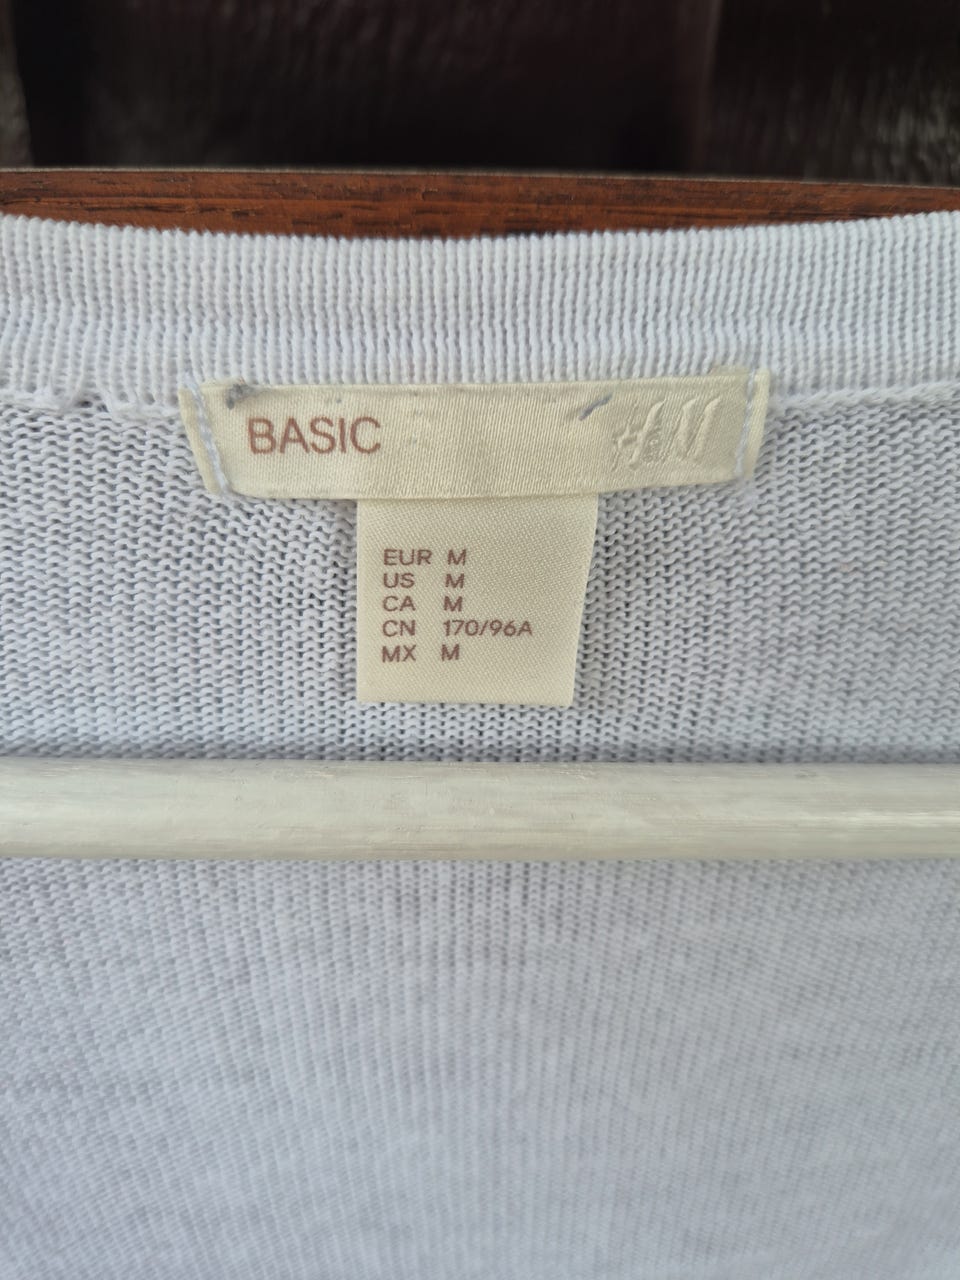 BASIC H&M
EUR M
US M
CA M
CN 170/96A
MX M